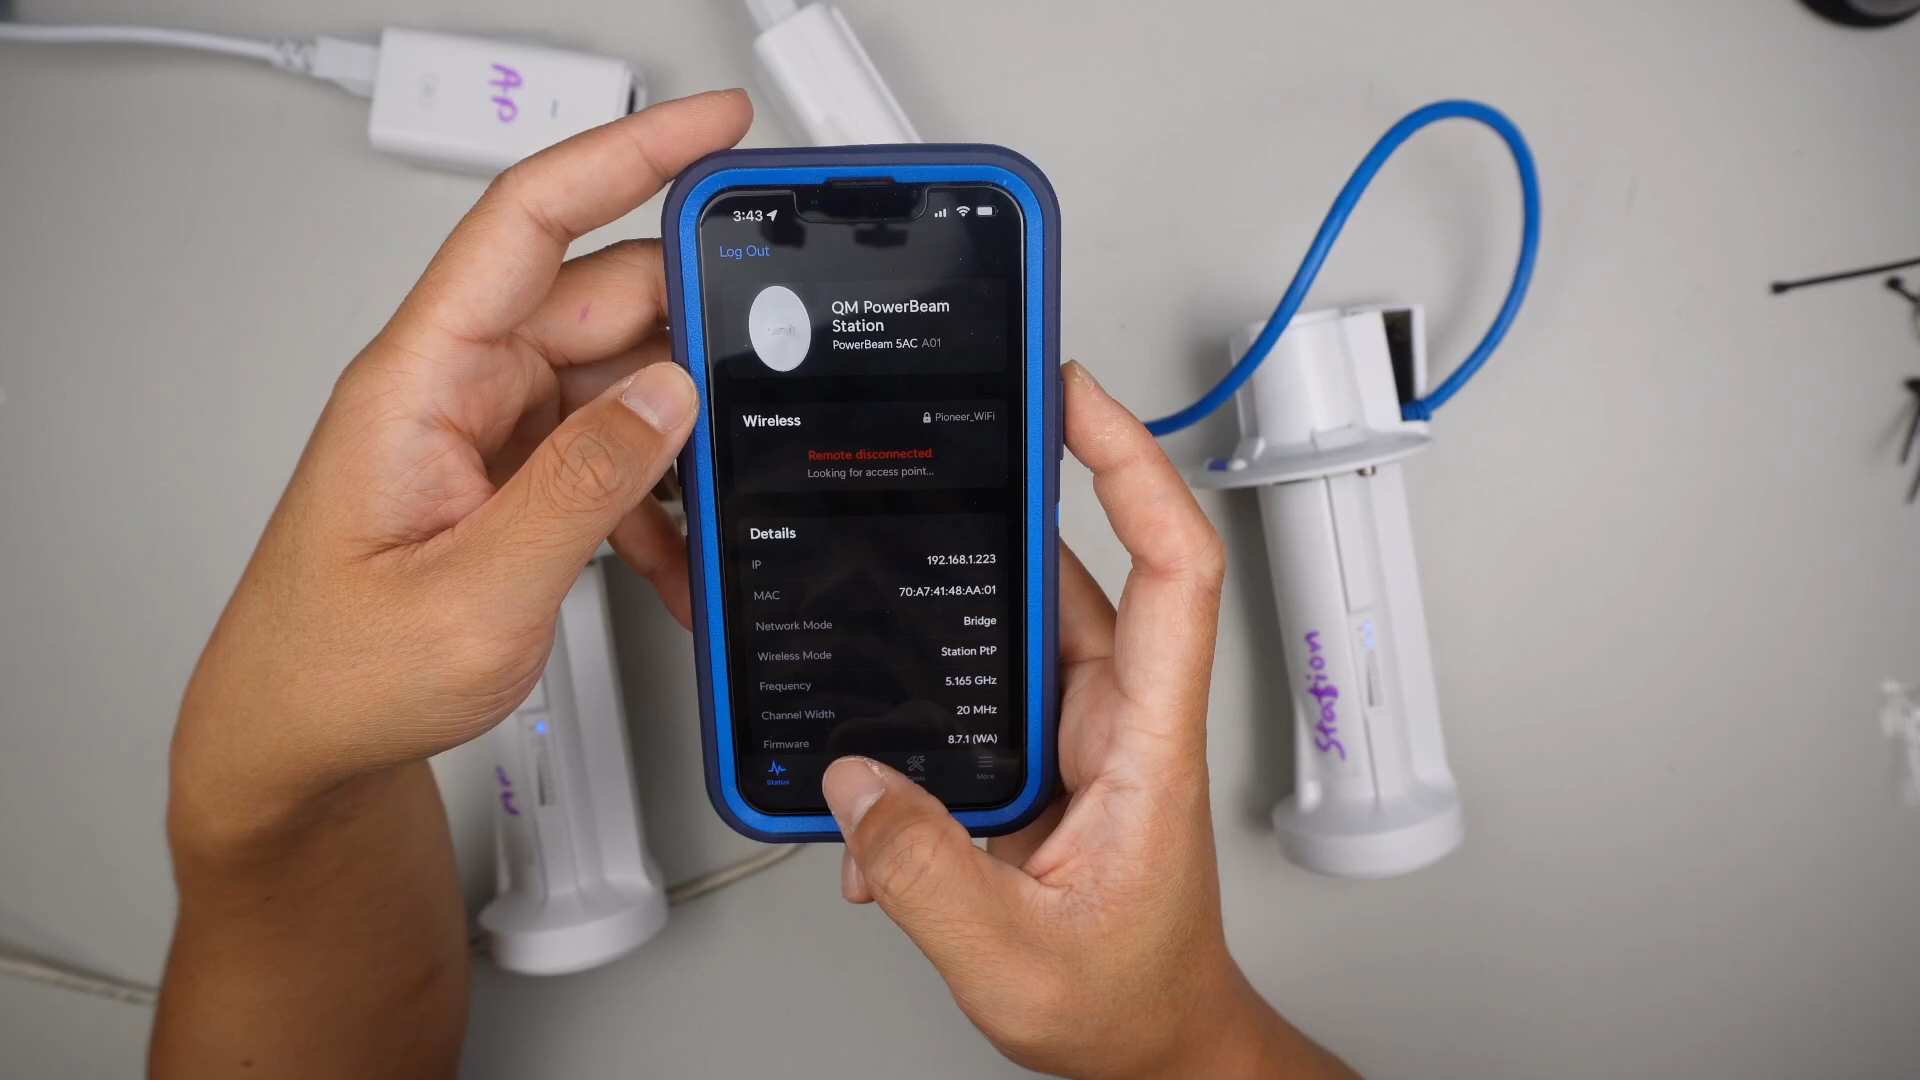 AP
3:43
Log Out
QM PowerBeam
Station
PowerBeam 5AC A01
Wireless
Pioneer_WiFi
Remote disconnected
Looking for access point...
Details
IP
192.168.1.223
MAC
70:A7:41:48:AA:01
Network Mode
Bridge
Wireless Mode
Station PtP
Frequency
5.165 GHz
Channel Width
20 MHz
Firmware
8.7.1 (WA)
Status
More
Station
AP